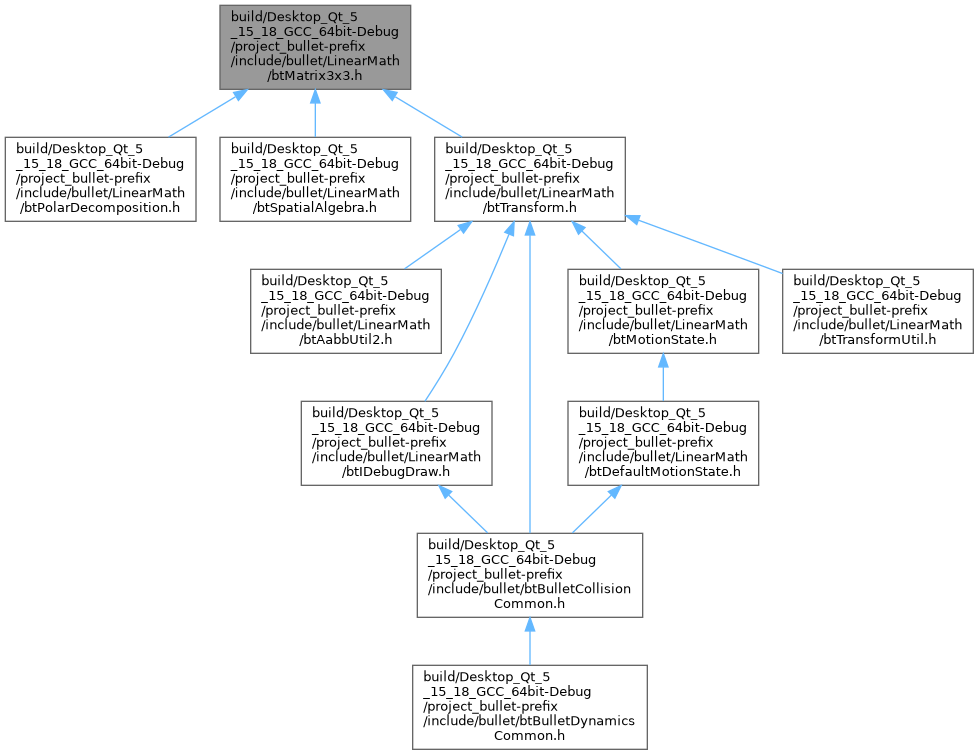 build/Desktop_Qt_5
_15_18_GCC_64bit-Debug
/project_bullet-prefix
/include/bullet/LinearMath
/btMatrix3x3.h
build/Desktop_Qt_5
_15_18_GCC_64bit-Debug
/project_bullet-prefix
/include/bullet/LinearMath
/btPolarDecomposition.h
build/Desktop_Qt_5
_15_18_GCC_64bit-Debug
/project_bullet-prefix
/include/bullet/LinearMath
/btSpatialAlgebra.h
build/Desktop_Qt_5
_15_18_GCC_64bit-Debug
/project_bullet-prefix
/include/bullet/LinearMath
/btTransform.h
build/Desktop_Qt_5
_15_18_GCC_64bit-Debug
/project_bullet-prefix
/include/bullet/LinearMath
/btAabbUtil2.h
build/Desktop_Qt_5
_15_18_GCC_64bit-Debug
/project_bullet-prefix
/include/bullet/LinearMath
/btMotionState.h
build/Desktop_Qt_5
_15_18_GCC_64bit-Debug
/project_bullet-prefix
/include/bullet/LinearMath
/btTransformUtil.h
build/Desktop_Qt_5
_15_18_GCC_64bit-Debug
/project_bullet-prefix
/include/bullet/LinearMath
/btIDebugDraw.h
build/Desktop_Qt_5
_15_18_GCC_64bit-Debug
/project_bullet-prefix
/include/bullet/LinearMath
/btDefaultMotionState.h
build/Desktop_Qt_5
_15_18_GCC_64bit-Debug
/project_bullet-prefix
/include/bullet/btBulletCollision
Common.h
build/Desktop_Qt_5
_15_18_GCC_64bit-Debug
/project_bullet-prefix
/include/bullet/btBulletDynamics
Common.h